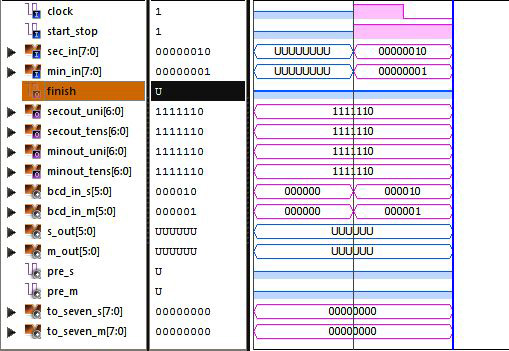 clock 1
start_stop 1
sec_in[7:0] 00000010 UUUUUUUU 00000010
min_in[7:0] 00000001 UUUUUUUU 00000001
finish U
secout_uni[6:0] 1111110 1111110
secout_tens[6:0] 1111110 1111110
minout_uni[6:0] 1111110 1111110
minout_tens[6:0] 1111110 1111110
bcd_in_s[5:0] 000010 000000 000010
bcd_in_m[5:0] 000001 000000 000001
s_out[5:0] UUUUUU UUUUUU
m_out[5:0] UUUUUU UUUUUU
pre_s U
pre_m U
to_seven_s[7:0] 00000000 00000000
to_seven_m[7:0] 00000000 00000000